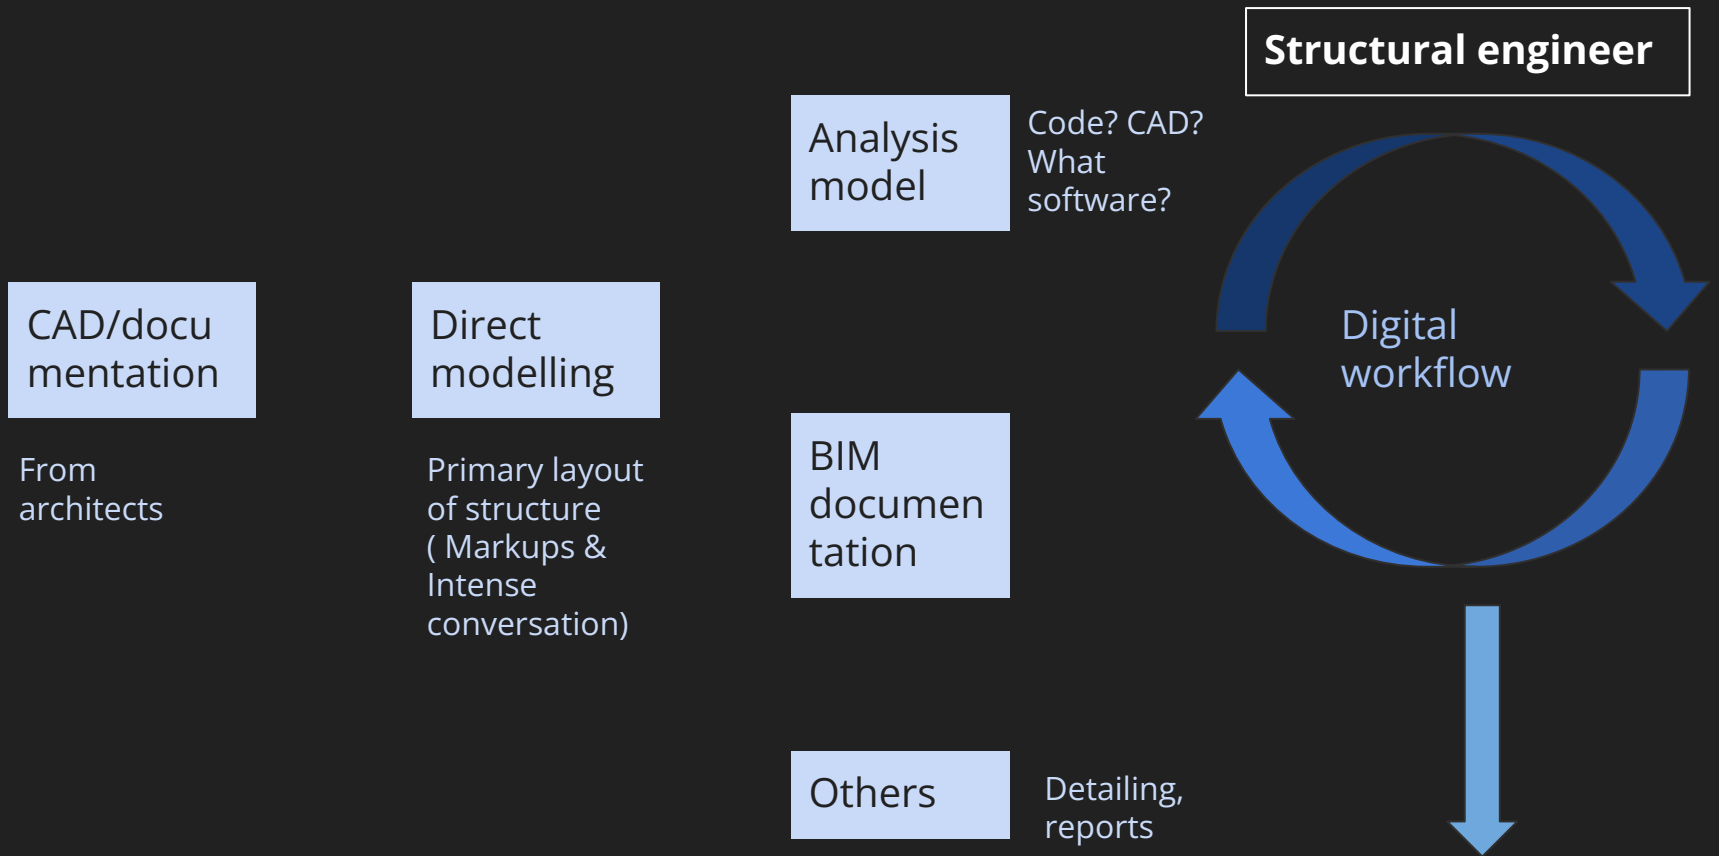 Structural engineer
Analysis
model
Code? CAD?
What
software?
CAD/docu
mentation
From
architects
Direct
modelling
Primary layout
of structure
( Markups &
Intense
conversation)
BIM
documen
tation
Digital
workflow
Others
Detailing,
reports